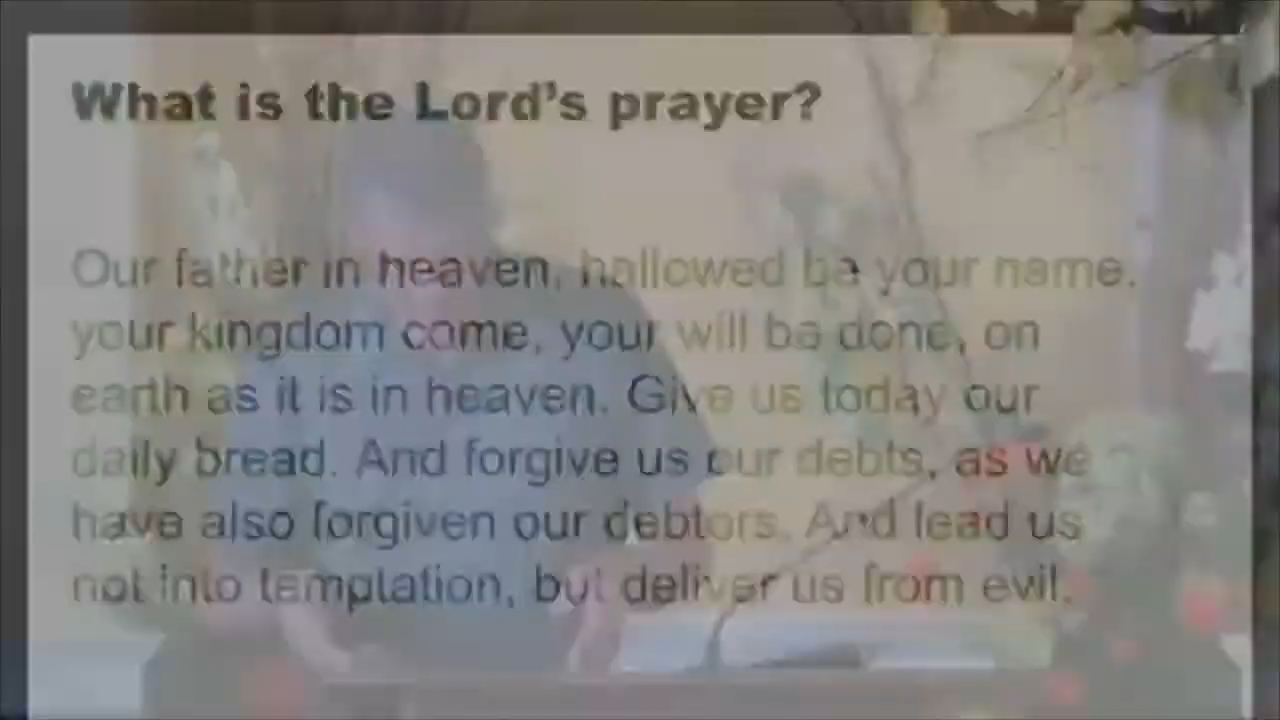 What is the Lord's prayer?
Our father in heaven, hallowed be your name,
your kingdom come, your will be done, on
earth as it is in heaven. Give us today our
daily bread. And forgive us our debts, as we
have also forgiven our debtors. And lead us
not into temptation, but deliver us from evil.